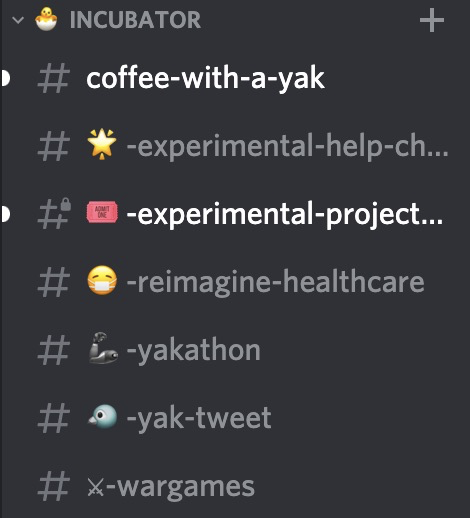 🐣 INCUBATOR
# coffee-with-a-yak
# 🌟-experimental-help-ch...
# 🎟-experimental-project...
# 😷-reimagine-healthcare
# 🦾-yakathon
# 🐦-yak-tweet
# ⚔-wargames